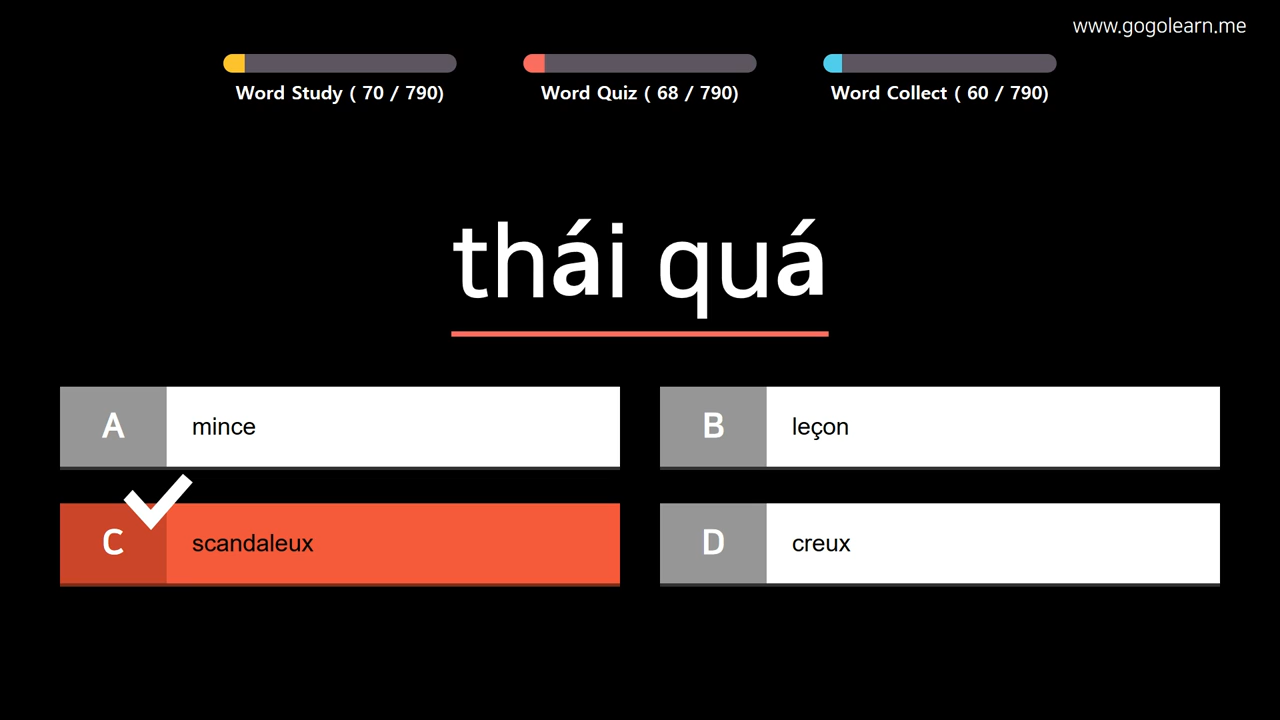 www.gogolearn.me
Word Study ( 70 / 790)
Word Quiz ( 68 / 790)
Word Collect ( 60 / 790)
thái quá
A mince
B leçon
C scandaleux
D creux